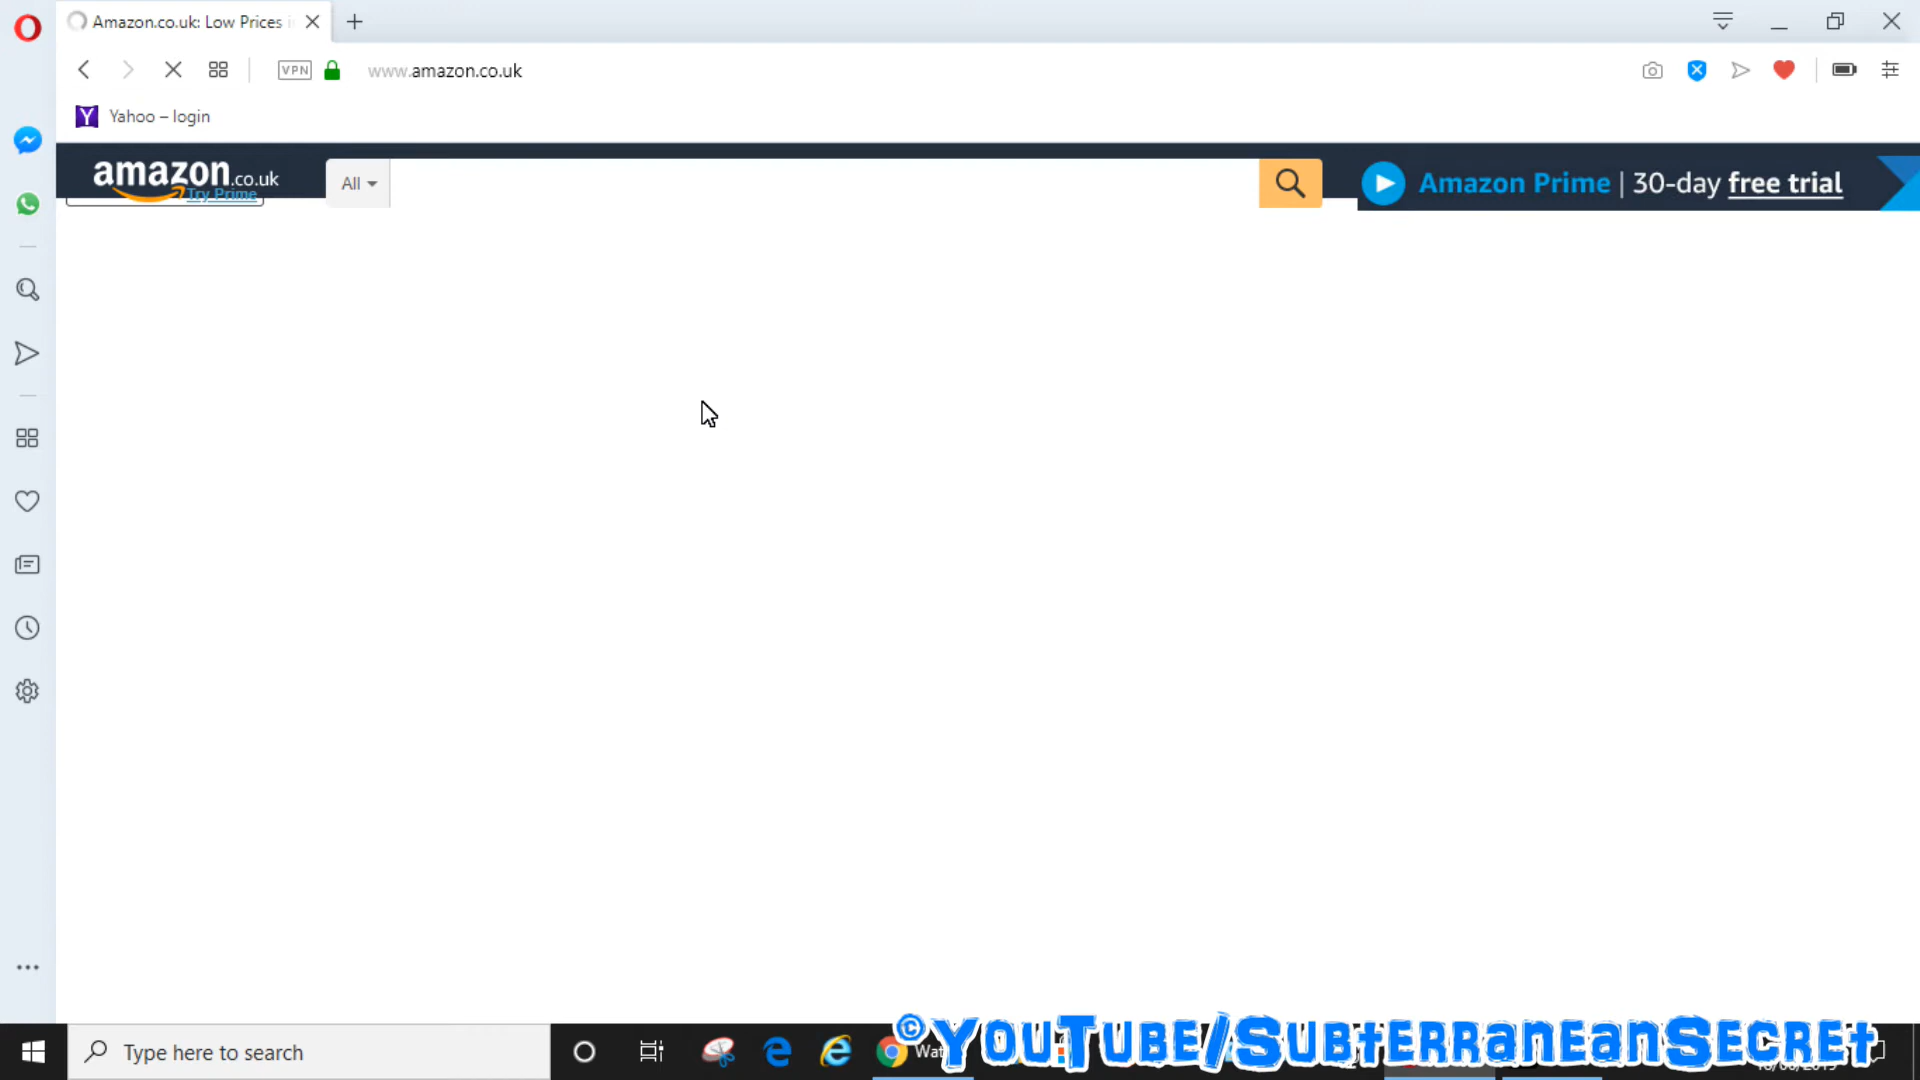 Amazon.co.uk: Low Prices
VPN
www.amazon.co.uk
Yahoo – login
amazon.co.uk
Try Prime
All
Amazon Prime | 30-day free trial
Type here to search
©YouTube/SubterraneanSecret